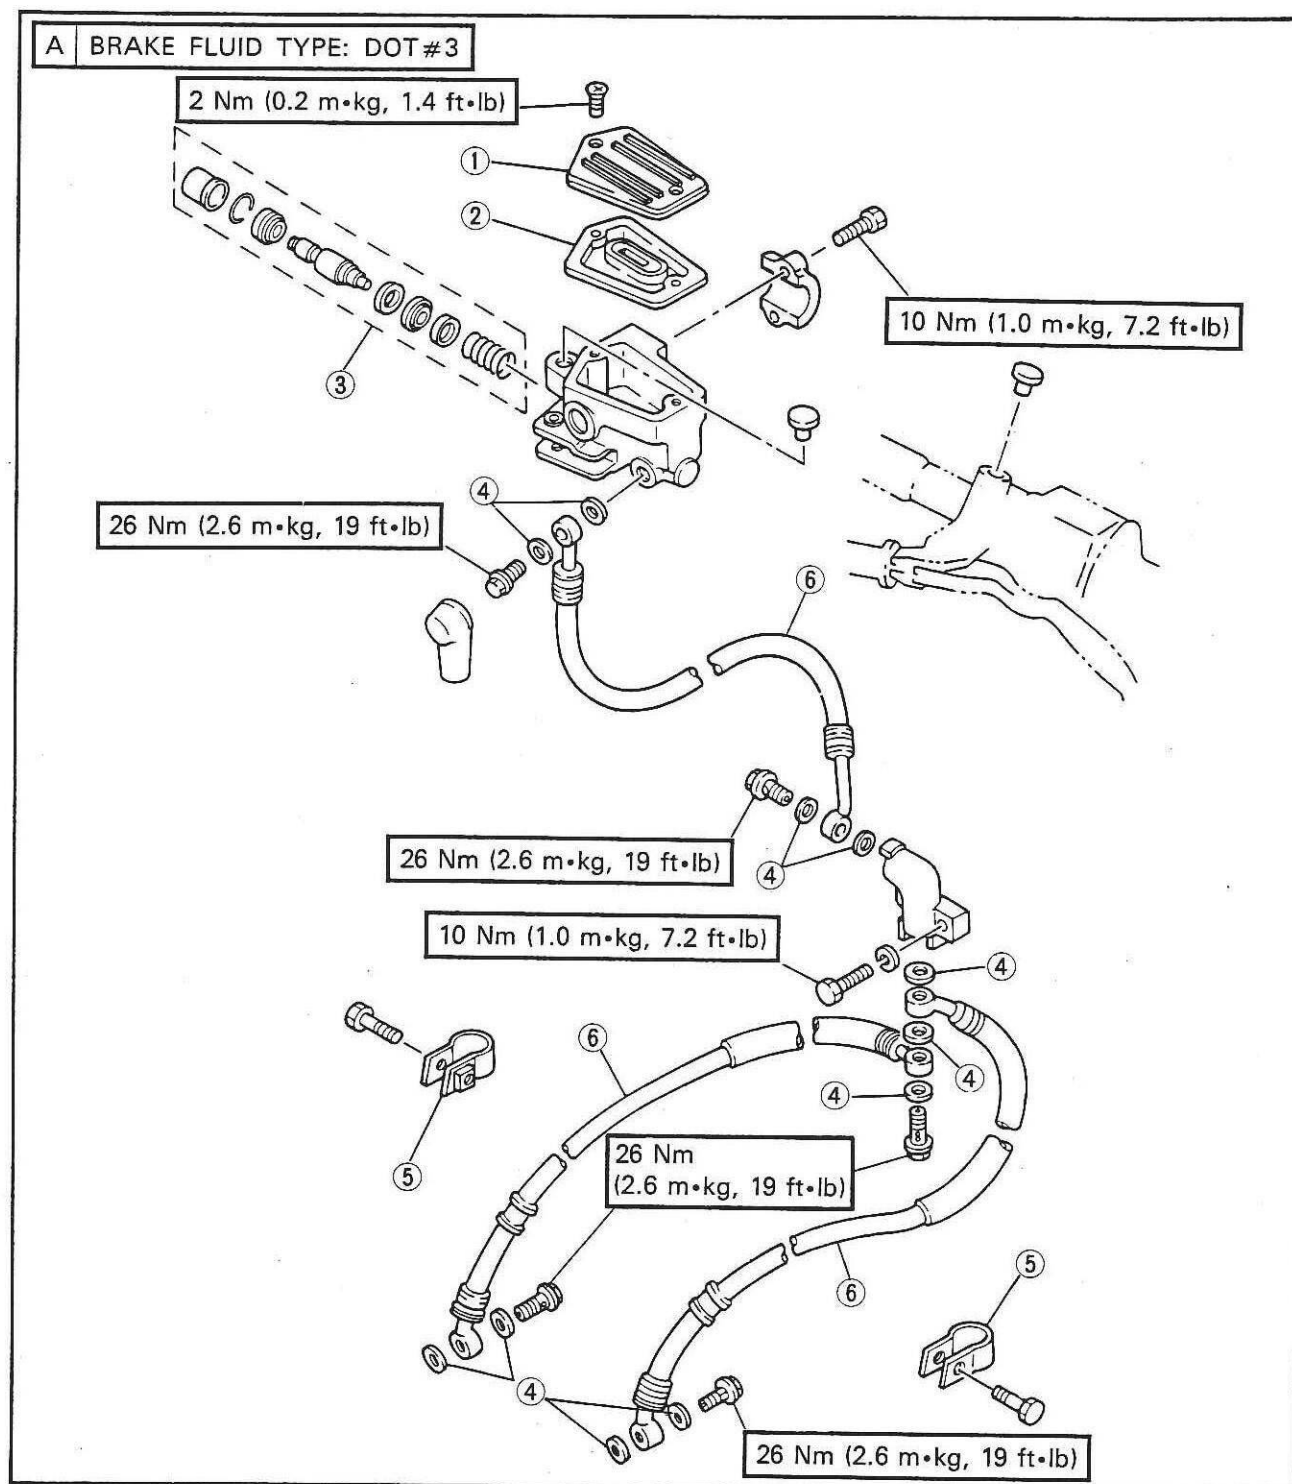 A BRAKE FLUID TYPE: DOT#3
2 Nm (0.2 m•kg, 1.4 ft•lb)
①
②
10 Nm (1.0 m•kg, 7.2 ft•lb)
③
④
26 Nm (2.6 m•kg, 19 ft•lb)
⑥
26 Nm (2.6 m•kg, 19 ft•lb)
④
10 Nm (1.0 m•kg, 7.2 ft•lb)
④
⑥
④
④
⑤
26 Nm
(2.6 m•kg, 19 ft•lb)
⑤
⑥
④
26 Nm (2.6 m•kg, 19 ft•lb)